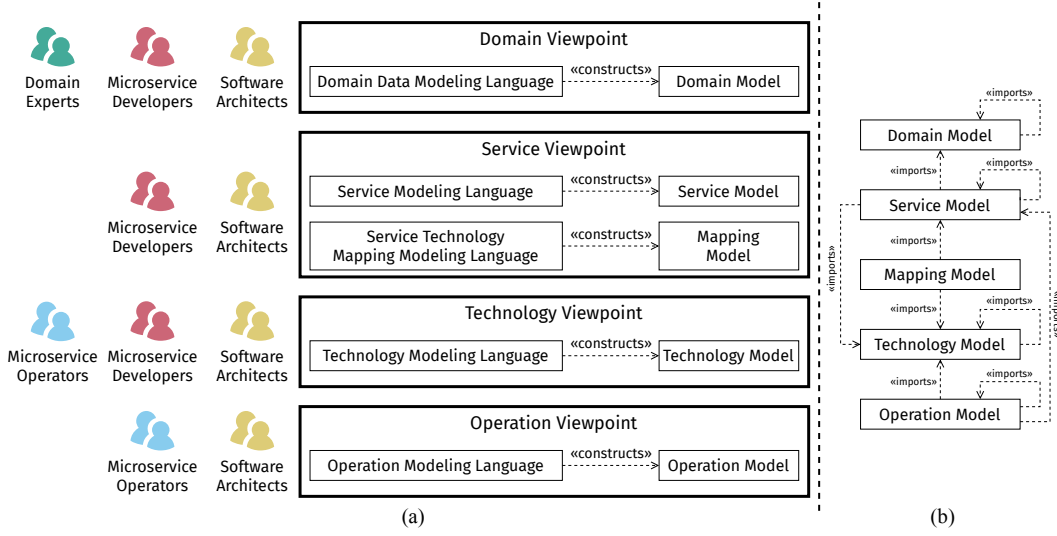 Domain
Experts
Microservice
Developers
Software
Architects
Domain Viewpoint
Domain Data Modeling Language
«constructs»
Domain Model
Microservice
Developers
Software
Architects
Service Viewpoint
Service Modeling Language
«constructs»
Service Model
Service Technology
Mapping Modeling Language
«constructs»
Mapping
Model
Microservice
Operators
Microservice
Developers
Software
Architects
Technology Viewpoint
Technology Modeling Language
«constructs»
Technology Model
Microservice
Operators
Software
Architects
Operation Viewpoint
Operation Modeling Language
«constructs»
Operation Model
(a)
«imports»
Domain Model
«imports»
«imports»
Service Model
«imports»
«imports»
Mapping Model
«imports»
«imports»
«imports»
Technology Model
«imports»
«imports»
Operation Model
(b)